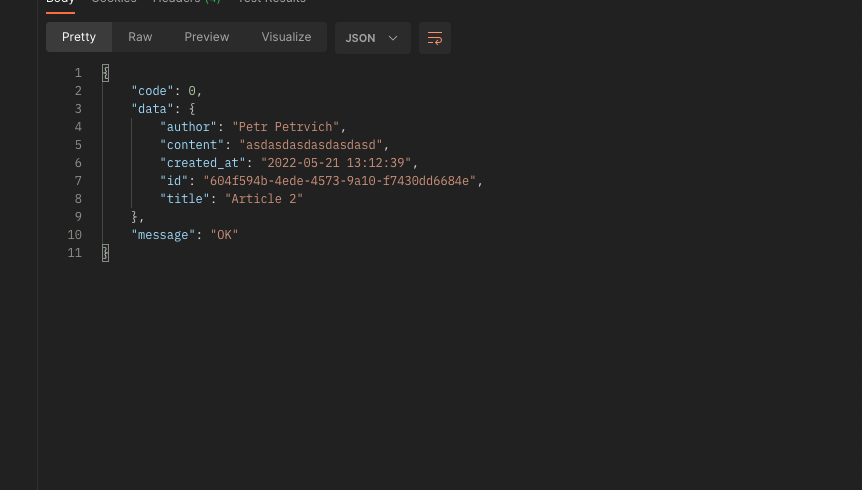 Body Cookies Headers (4) Test Results
Pretty Raw Preview Visualize JSON
1 {
2 "code": 0,
3 "data": {
4 "author": "Petr Petrvich",
5 "content": "asdasdasdasdasdasd",
6 "created_at": "2022-05-21 13:12:39",
7 "id": "604f594b-4ede-4573-9a10-f7430dd6684e",
8 "title": "Article 2"
9 },
10 "message": "OK"
11 }